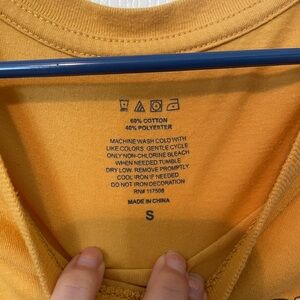 60% COTTON
40% POLYESTER
MACHINE WASH COLD WITH
LIKE COLORS GENTLE CYCLE
ONLY NON-CHLORINE BLEACH
WHEN NEEDED TUMBLE
DRY LOW. REMOVE PROMPTLY
COOL IRON IF NEEDED
DO NOT IRON DECORATION
RN# 117508
MADE IN CHINA
S